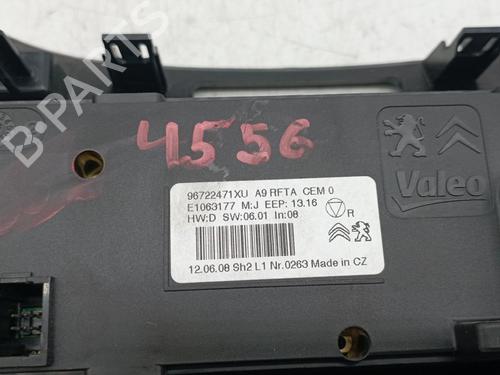 B-PARTS
4556
96722471XU A9 RFTA CEM 0
E1063177 M:J EEP: 13.16
HW:D SW:06.01 In:08
R
12.06.08 Sh2 L1 Nr.0263 Made in CZ
Valeo